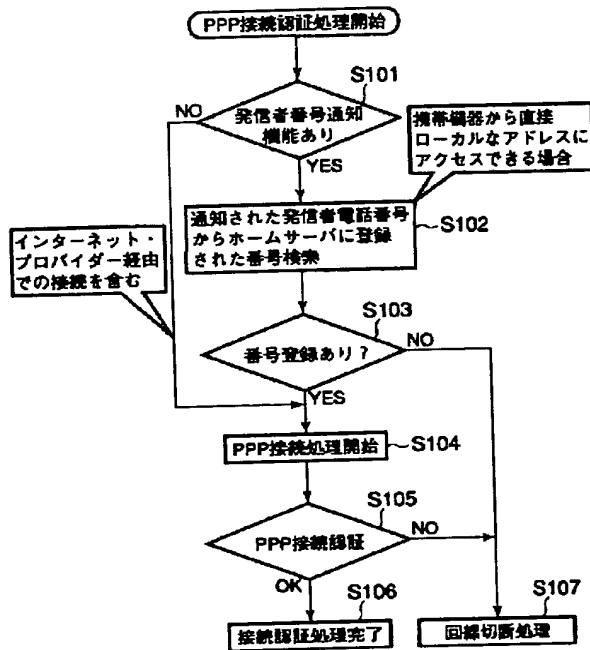 PPP接続認証処理開始
S101
NO
発信者番号通知
機能あり
YES
携帯機器から直接
ローカルなアドレスに
アクセスできる場合
通知された発信者電話番号
からホームサーバに登録
された番号検索
S102
インターネット・
プロバイダー経由
での接続を含む
S103
番号登録あり?
NO
YES
PPP接続処理開始
S104
S105
PPP接続認証
NO
OK
S106
接続認証処理完了
S107
回線切断処理